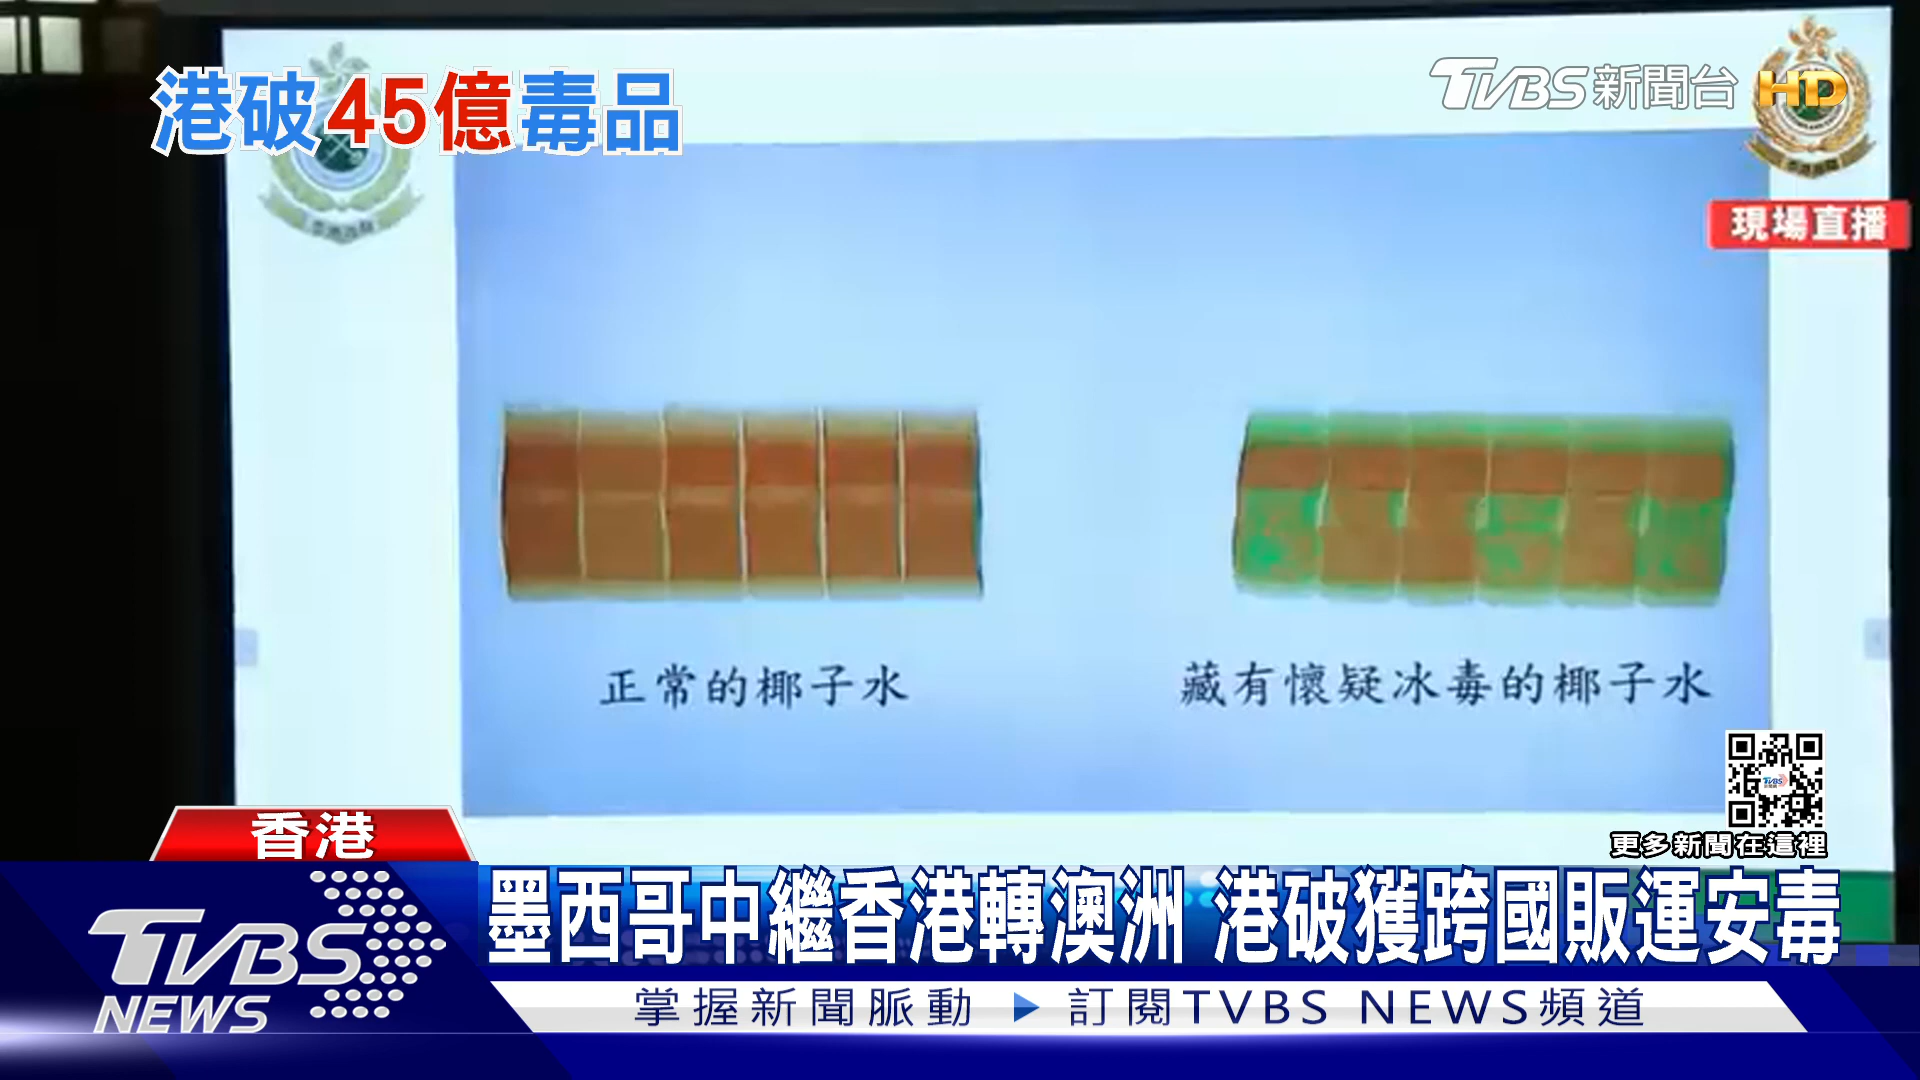 港破45億毒品
TVBS新聞台
HD
現場直播
正常的椰子水
藏有懷疑冰毒的椰子水
更多新聞在這裡
香港
墨西哥中繼香港轉澳洲 港破獲跨國販運安毒
TVBS
NEWS
掌握新聞脈動 訂閱TVBS NEWS頻道